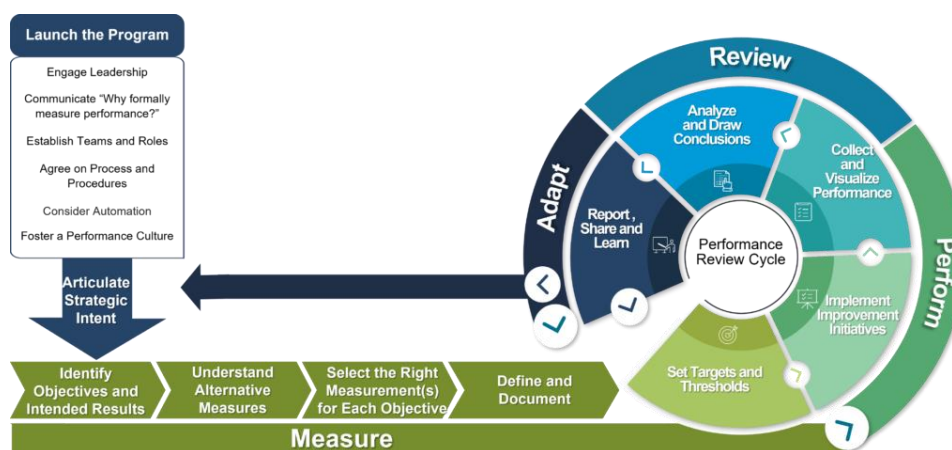 Launch the Program
Engage Leadership
Communicate “Why formally
measure performance?”
Establish Teams and Roles
Agree on Process and
Procedures
Consider Automation
Foster a Performance Culture
Articulate
Strategic
Intent
Identify
Objectives and
Intended Results
Understand
Alternative
Measures
Select the Right
Measurement(s)
for Each Objective
Define and
Document
Measure
Set Targets and
Thresholds
Implement
Improvement
Initiatives
Perform
Collect
and
Visualize
Performance
Review
Analyze
and Draw
Conclusions
Adapt
Report ,
Share and
Learn
Performance
Review Cycle